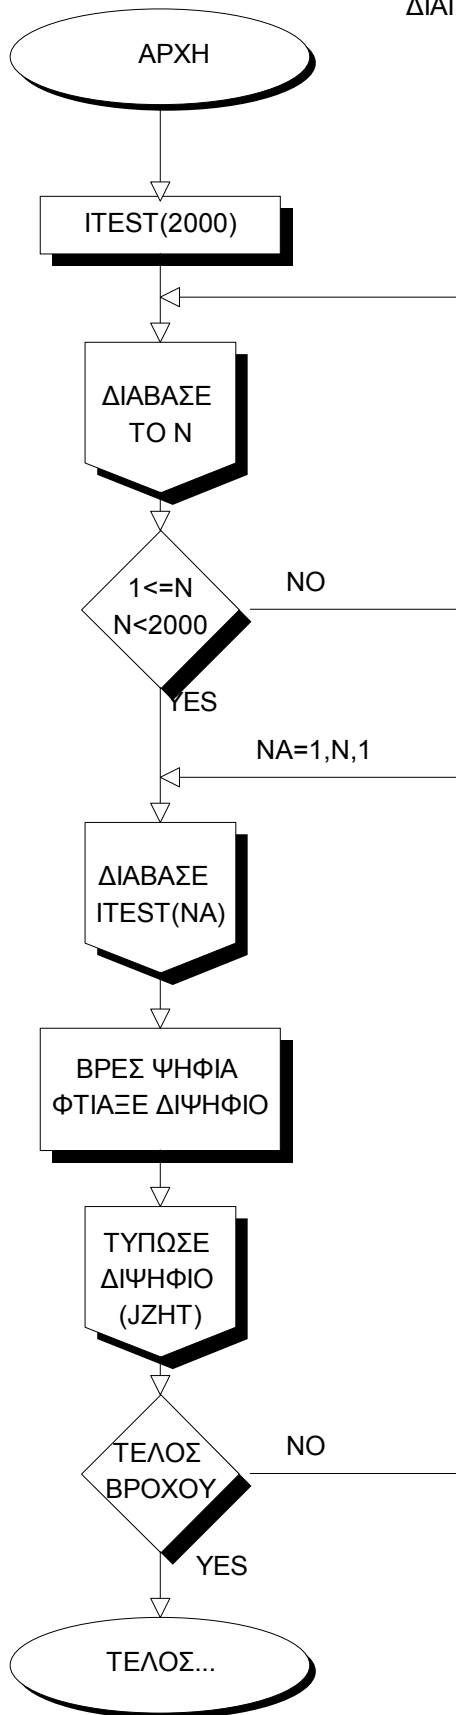 ΔΙΑΓ
ΑΡΧΗ
ITEST(2000)
ΔΙΑΒΑΣΕ
ΤΟ Ν
1<=N
N<2000
NO
YES
NA=1,N,1
ΔΙΑΒΑΣΕ
ITEST(NA)
ΒΡΕΣ ΨΗΦΙΑ
ΦΤΙΑΞΕ ΔΙΨΗΦΙΟ
ΤΥΠΩΣΕ
ΔΙΨΗΦΙΟ
(JZHT)
ΤΕΛΟΣ
ΒΡΟΧΟΥ
NO
YES
ΤΕΛΟΣ...